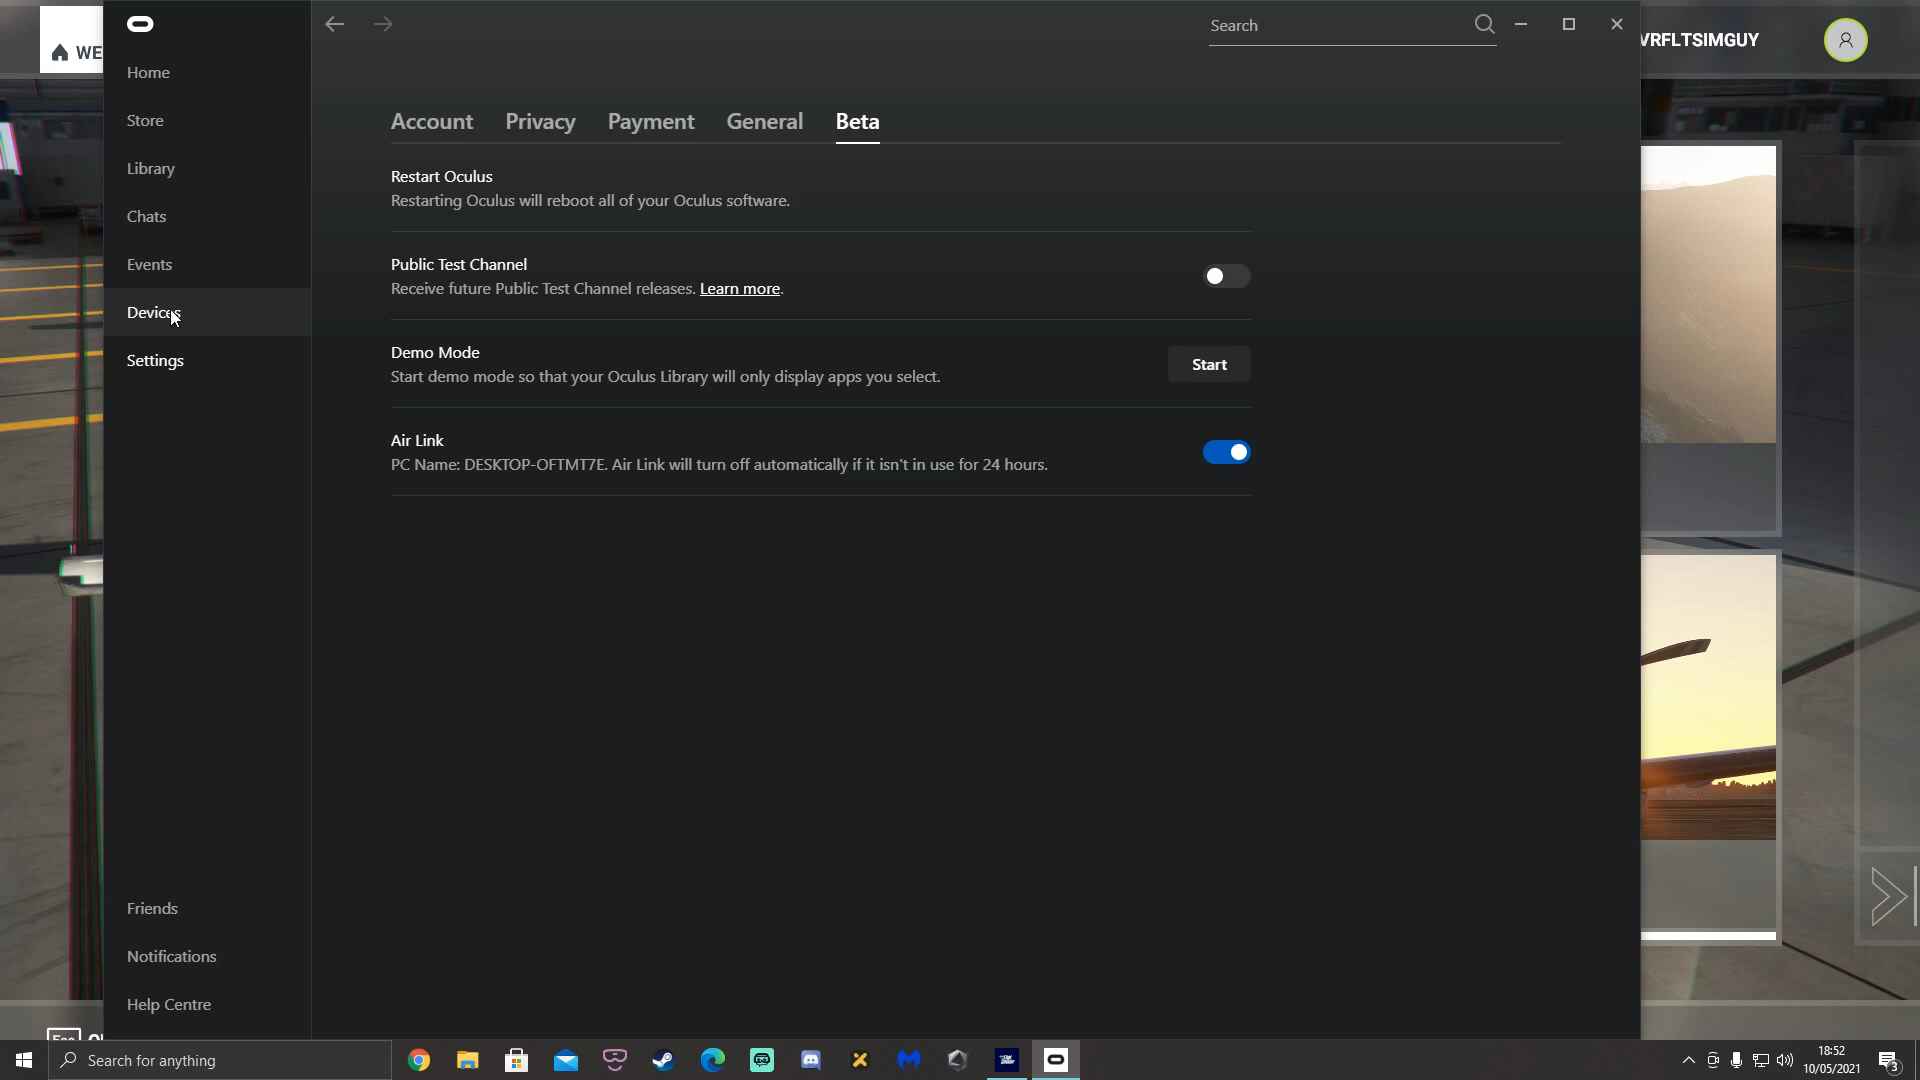 WE
Home
Store
Library
Chats
Events
Devices
Settings
Friends
Notifications
Help Centre
Search
VRFLTSIMGUY
Account Privacy Payment General Beta
Restart Oculus
Restarting Oculus will reboot all of your Oculus software.
Public Test Channel
Receive future Public Test Channel releases. Learn more.
Demo Mode
Start demo mode so that your Oculus Library will only display apps you select.
Start
Air Link
PC Name: DESKTOP-OFTMT7E. Air Link will turn off automatically if it isn't in use for 24 hours.
Search for anything
18:52
10/05/2021
3